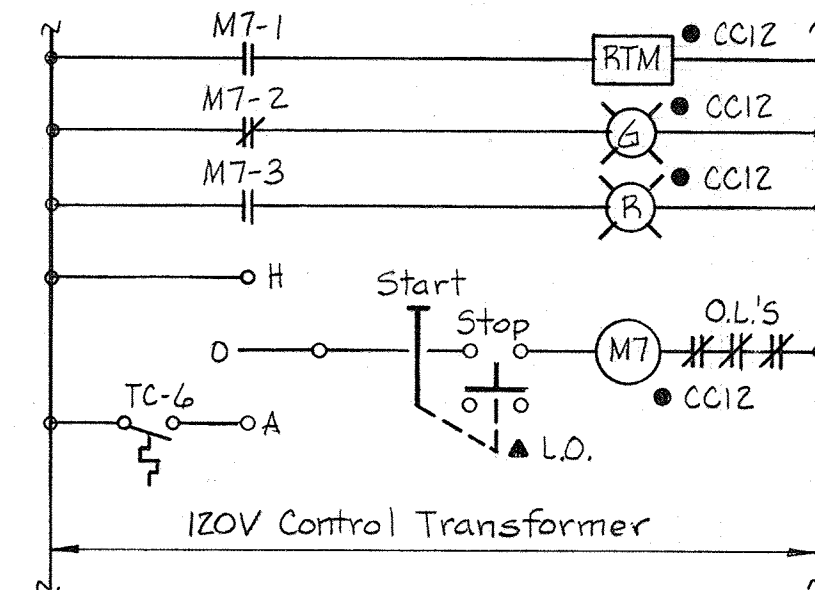 M7-1
RTM
CC12
M7-2
G
CC12
M7-3
R
CC12
H
Start
Stop
O
M7
O.L.'S
CC12
TC-6
A
L.O.
120V Control Transformer